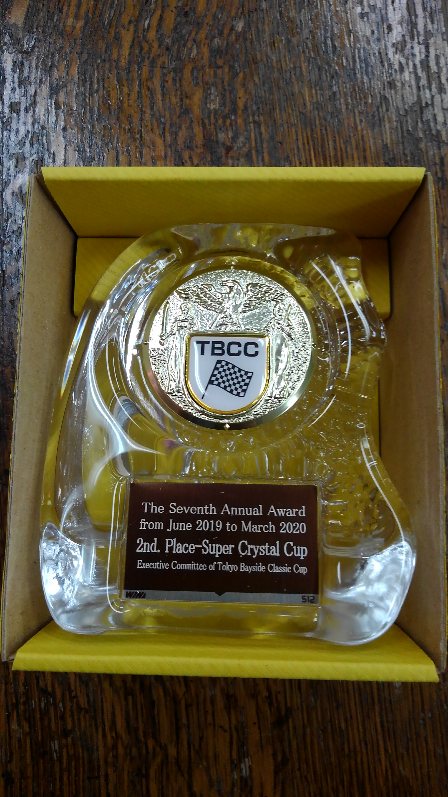 TBCC
The Seventh Annual Award
from June 2019 to March 2020
2nd. Place-Super Crystal Cup
Executive Committee of Tokyo Bayside Classic Cup
512